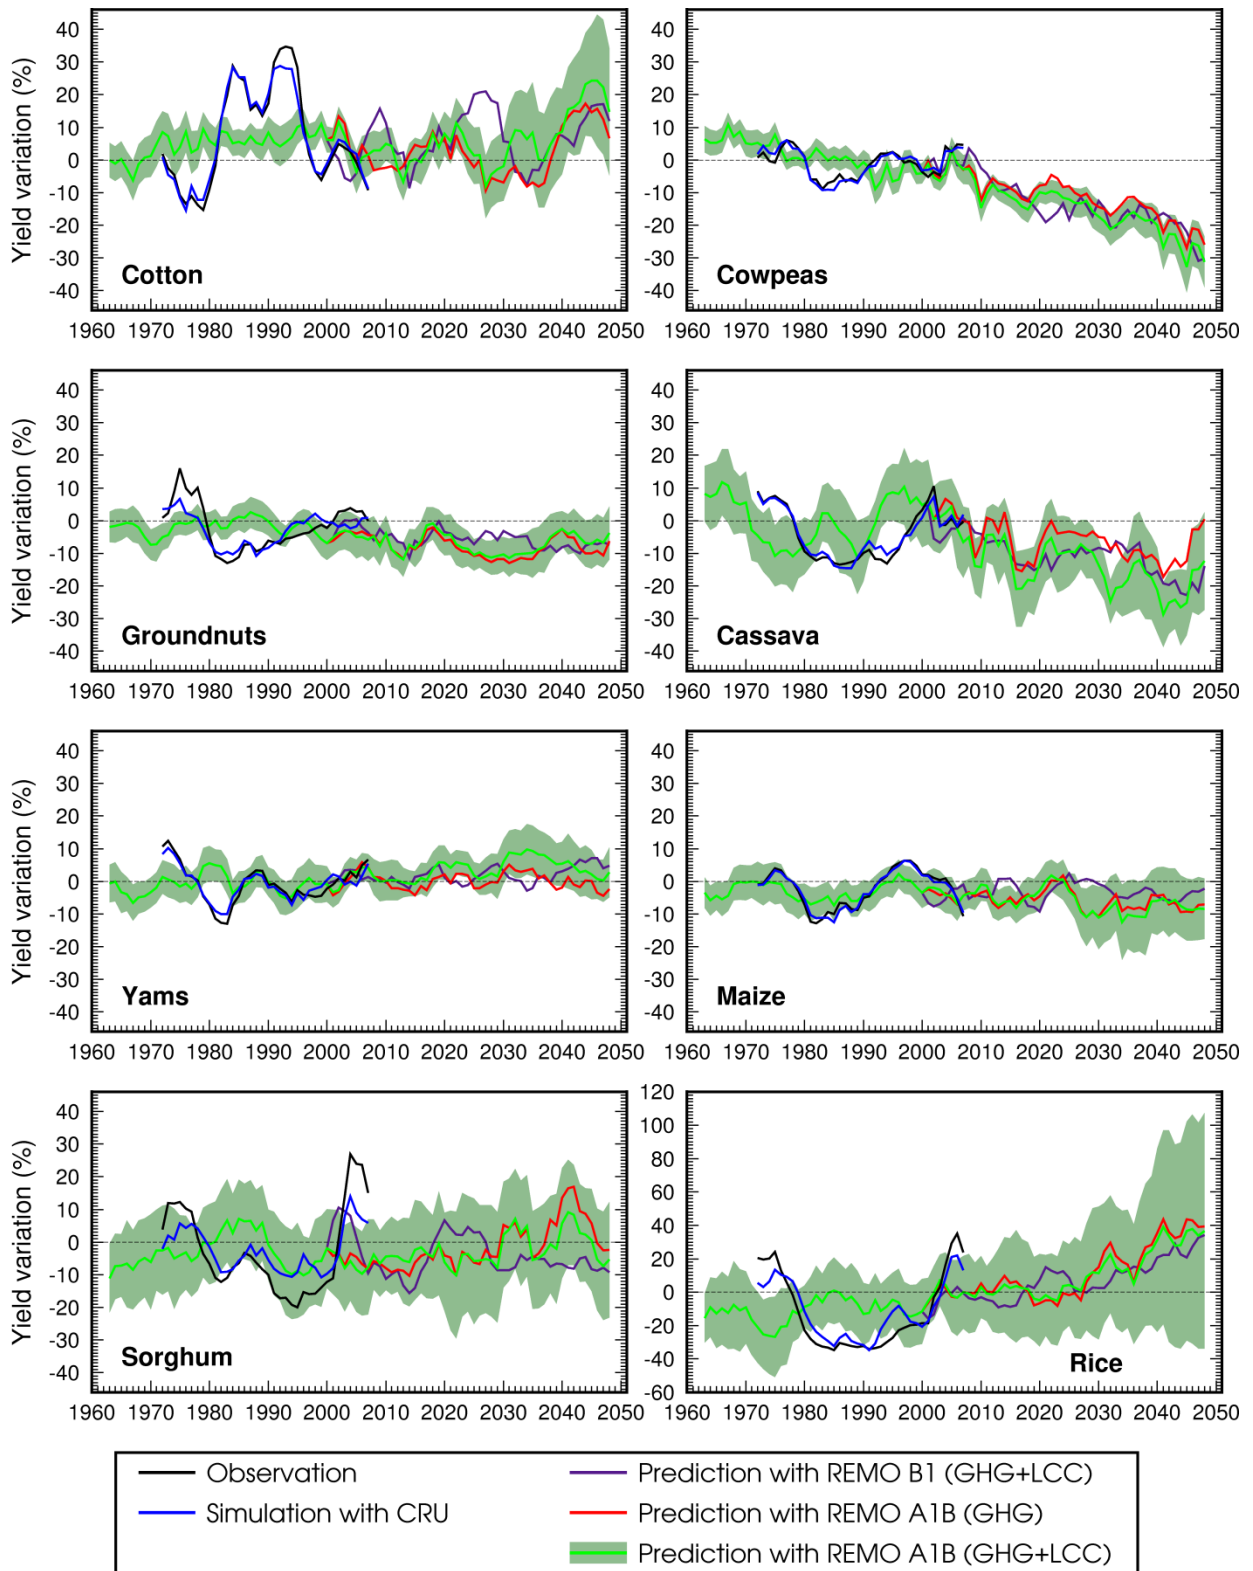 Yield variation (%)
40
30
20
10
0
-10
-20
-30
-40
Cotton
1960 1970 1980 1990 2000 2010 2020 2030 2040 2050
40
30
20
10
0
-10
-20
-30
-40
Cowpeas
1960 1970 1980 1990 2000 2010 2020 2030 2040 2050
Yield variation (%)
40
30
20
10
0
-10
-20
-30
-40
Groundnuts
1960 1970 1980 1990 2000 2010 2020 2030 2040 2050
40
30
20
10
0
-10
-20
-30
-40
Cassava
1960 1970 1980 1990 2000 2010 2020 2030 2040 2050
Yield variation (%)
40
30
20
10
0
-10
-20
-30
-40
Yams
1960 1970 1980 1990 2000 2010 2020 2030 2040 2050
40
30
20
10
0
-10
-20
-30
-40
Maize
1960 1970 1980 1990 2000 2010 2020 2030 2040 2050
Yield variation (%)
40
30
20
10
0
-10
-20
-30
-40
Sorghum
1960 1970 1980 1990 2000 2010 2020 2030 2040 2050
120
100
80
60
40
20
0
-20
-40
-60
Rice
1960 1970 1980 1990 2000 2010 2020 2030 2040 2050
Observation
Simulation with CRU
Prediction with REMO B1 (GHG+LCC)
Prediction with REMO A1B (GHG)
Prediction with REMO A1B (GHG+LCC)